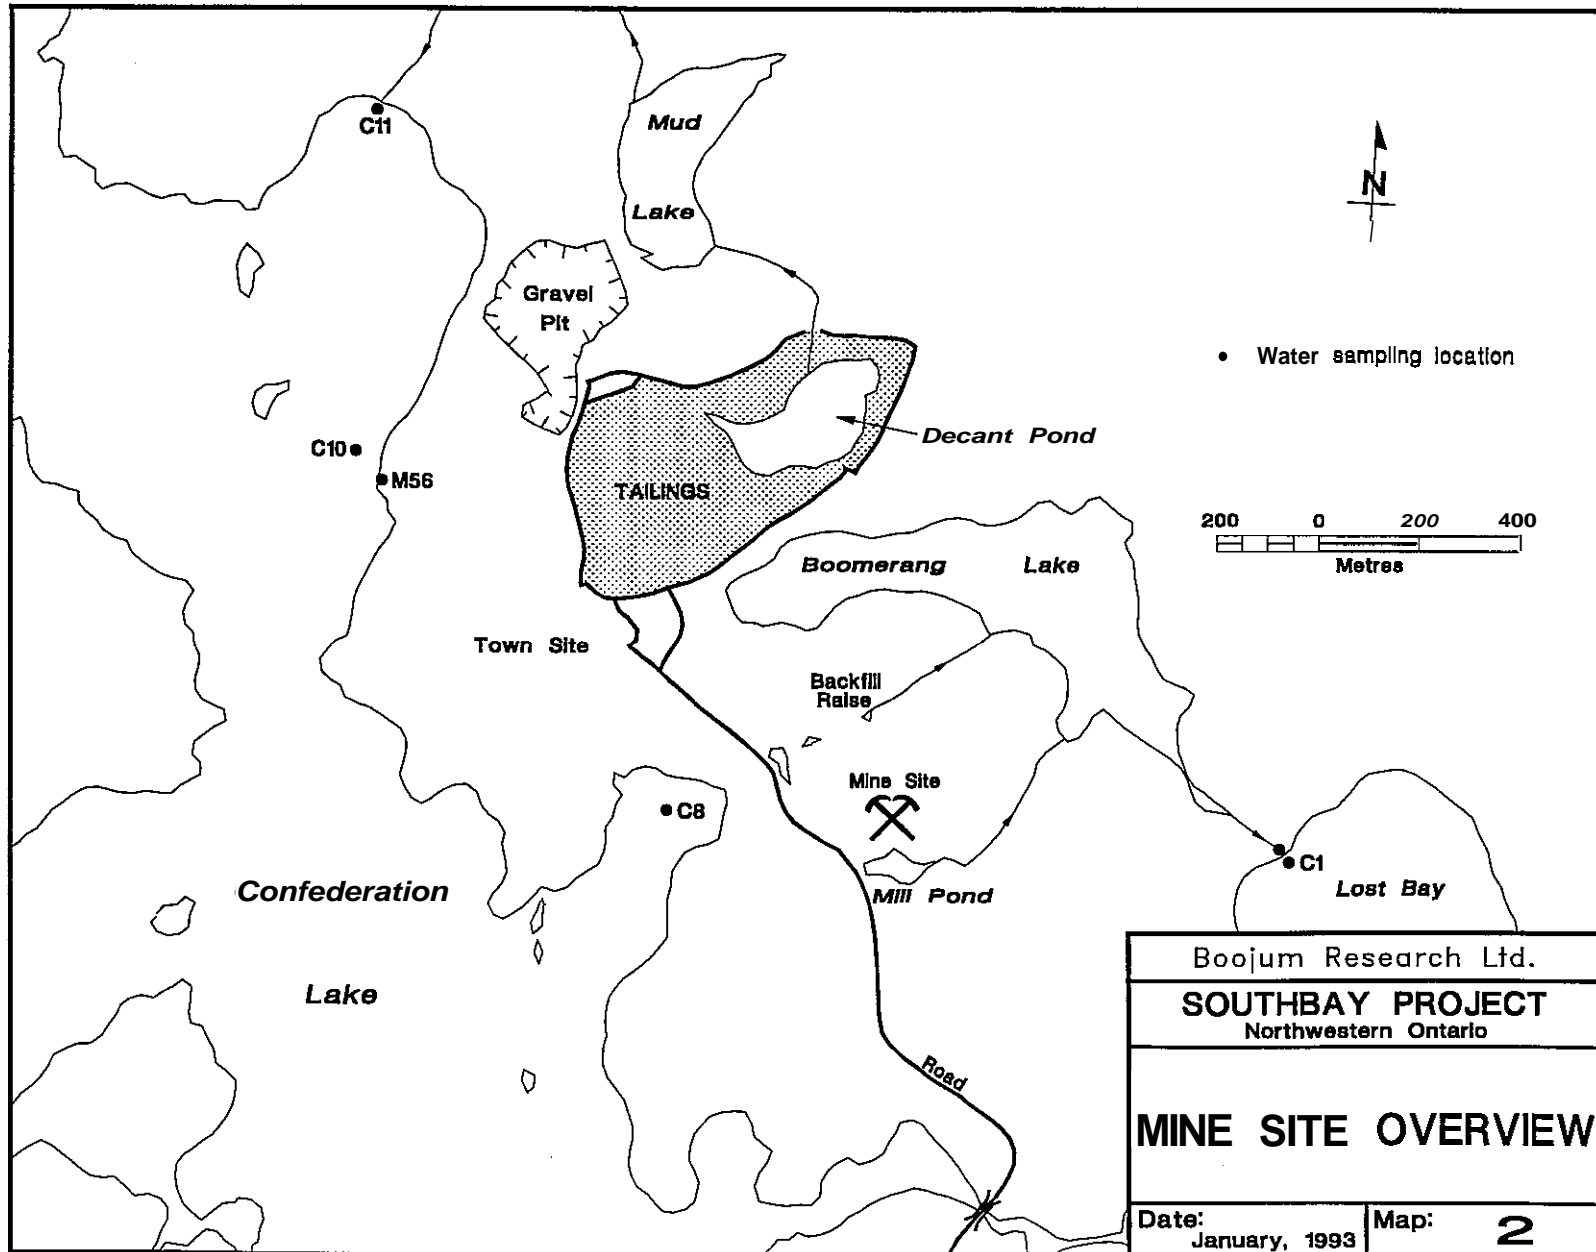 C11
Mud
Lake
N
Gravel
Pit
Water sampling location
Decant Pond
C10
M56
TAILINGS
200 0 200 400
Metres
Boomerang Lake
Town Site
Backfill
Raise
Mine Site
C8
C1
Mill Pond
Lost Bay
Confederation
Lake
Road
Boojum Research Ltd.
SOUTHBAY PROJECT
Northwestern Ontario
MINE SITE OVERVIEW
Date:
January, 1993
Map:
2